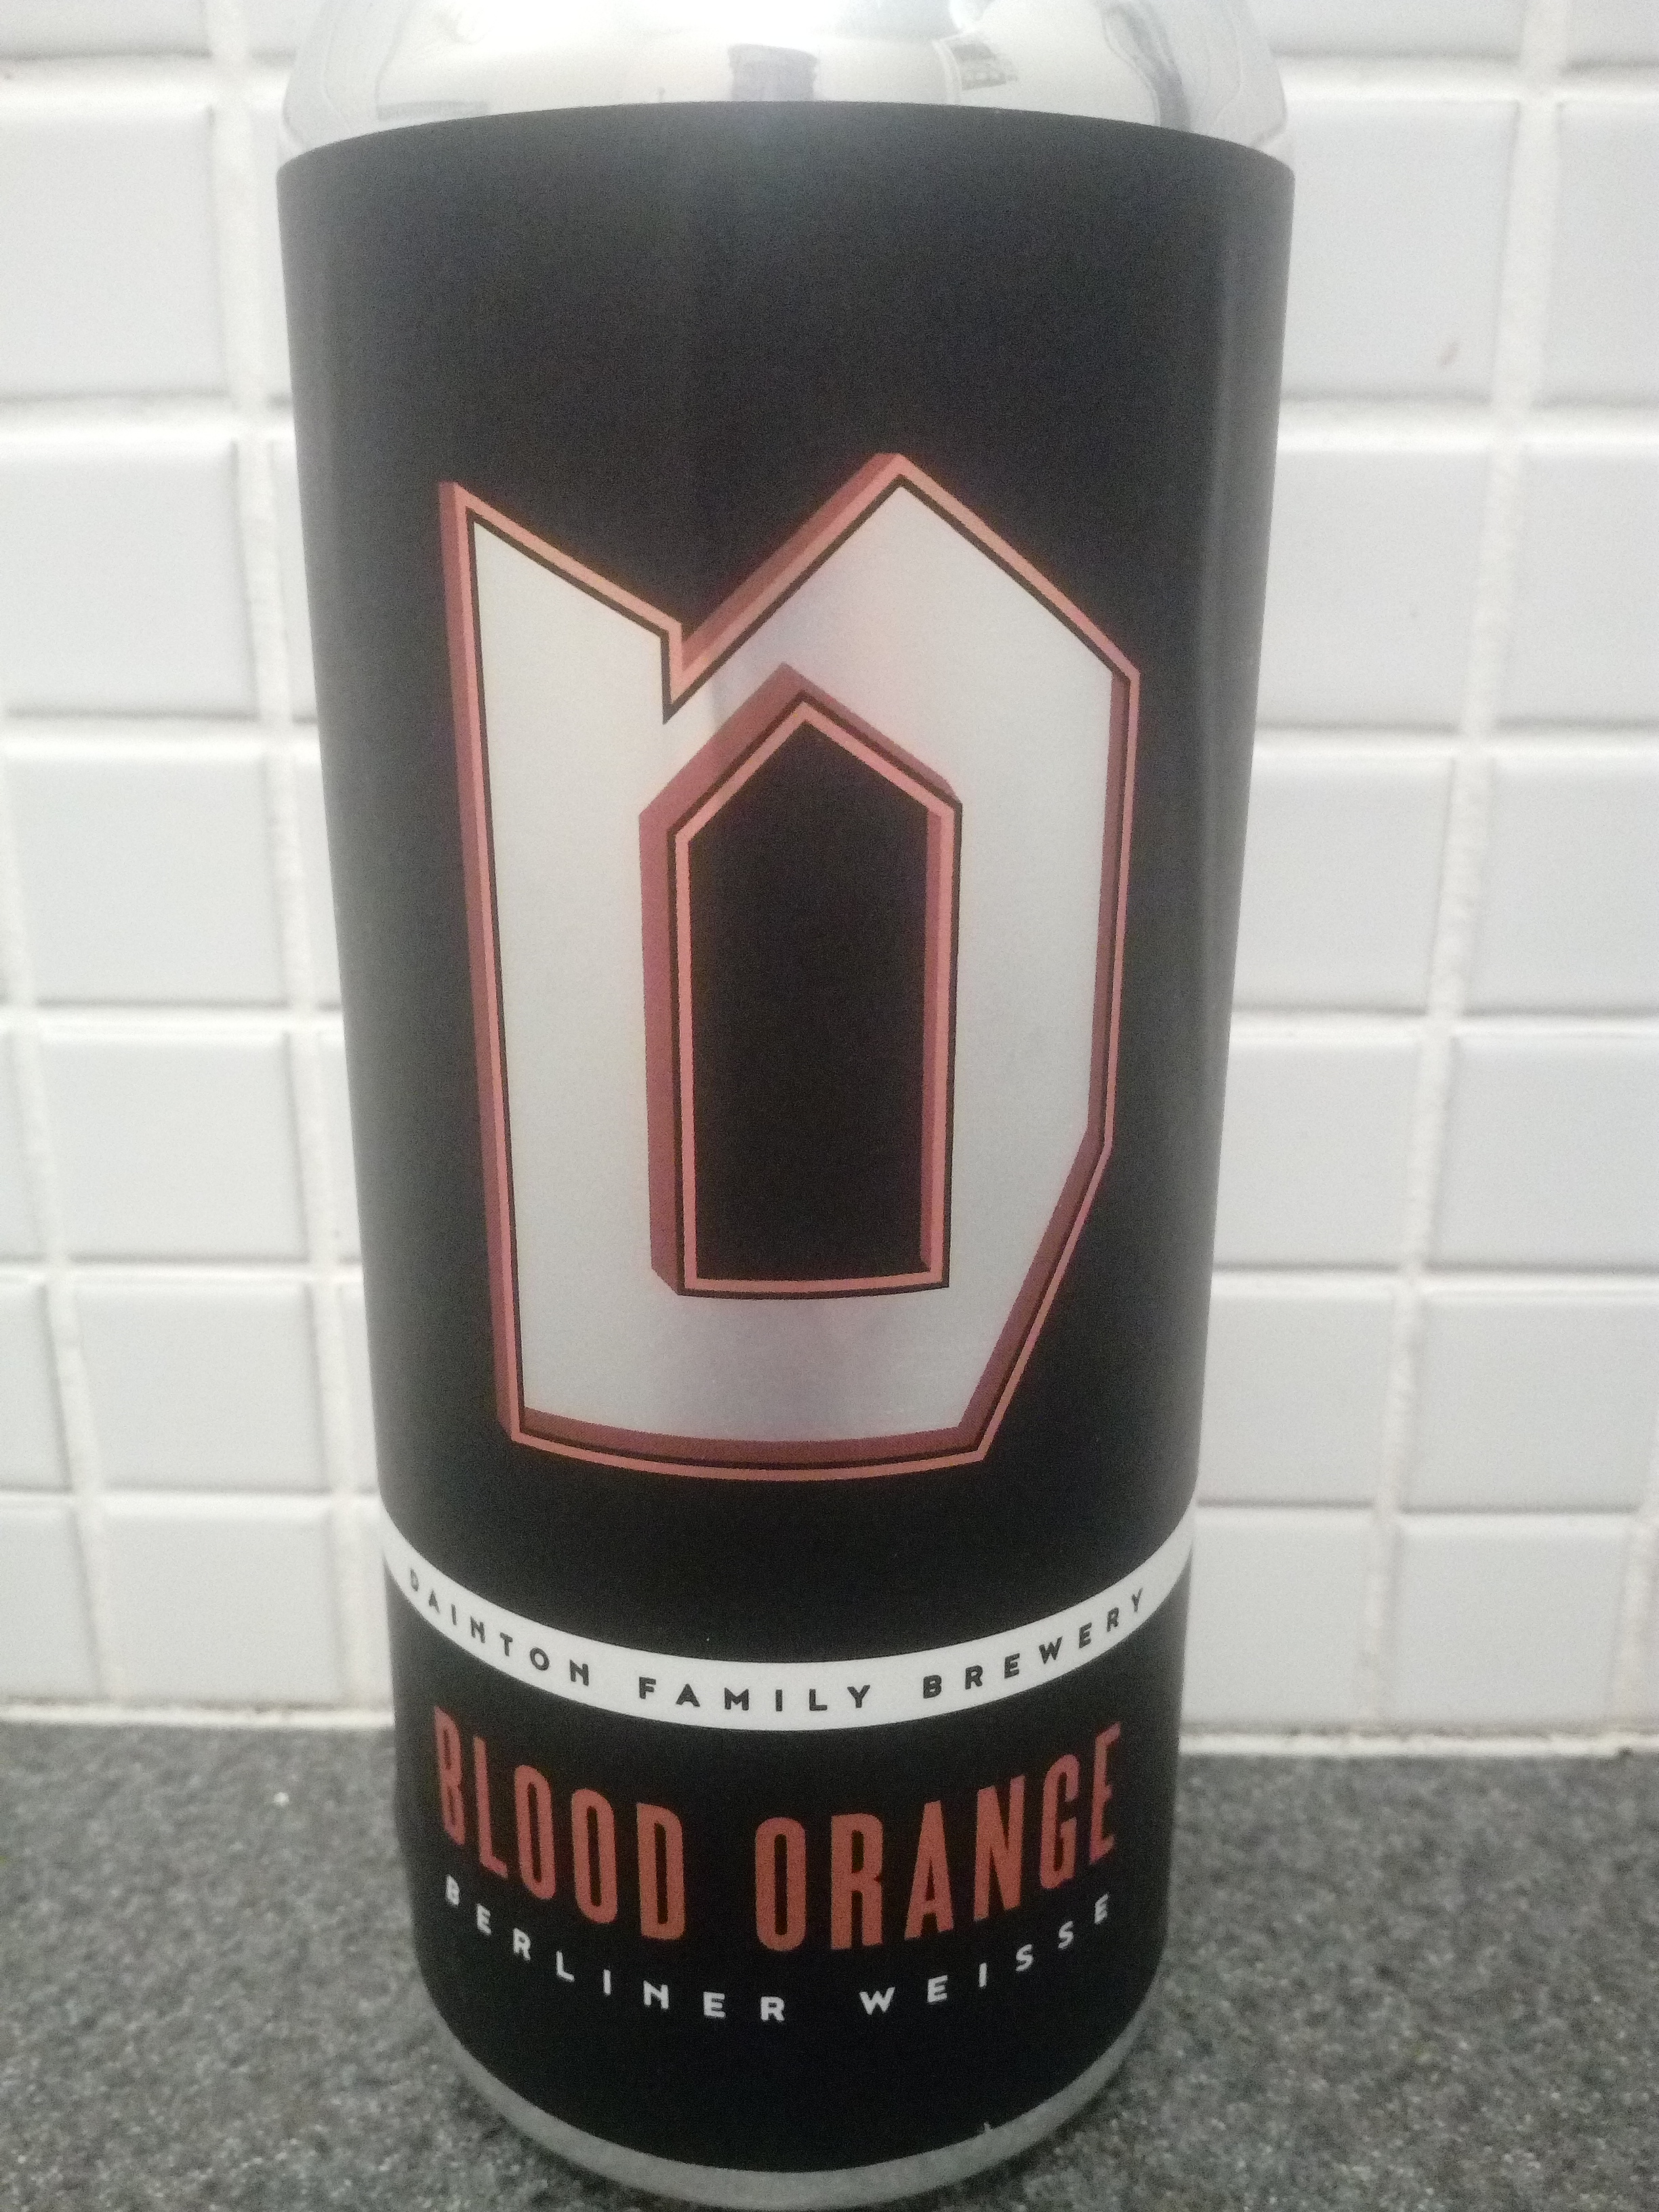 D
DAINTON FAMILY BREWERY
BLOOD ORANGE
BERLINER WEISSE